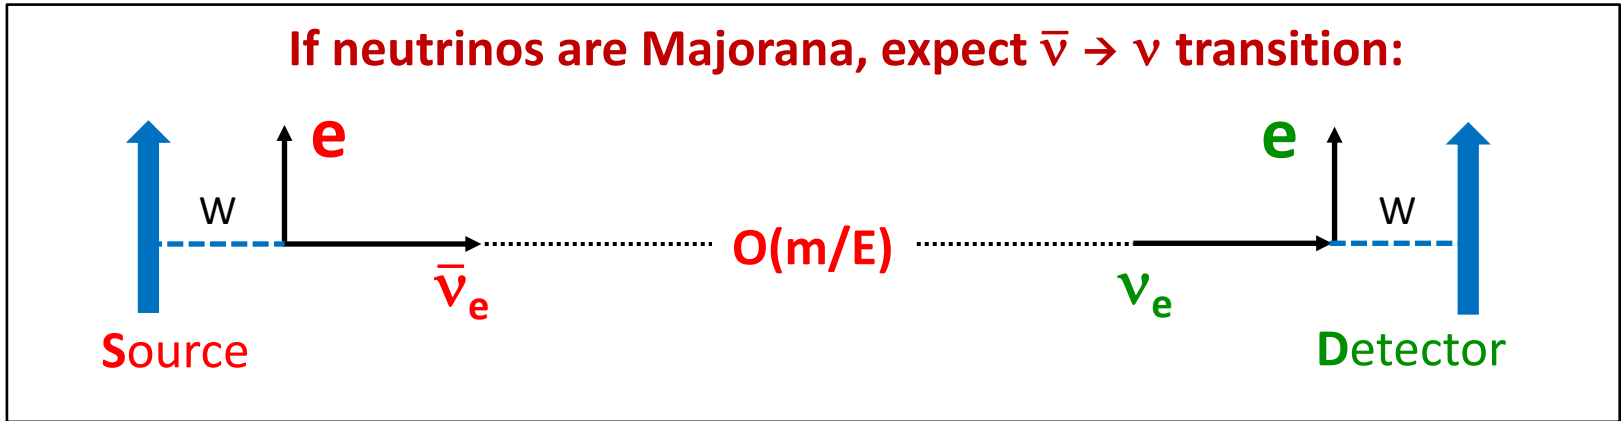 If neutrinos are Majorana, expect ν̄ → ν transition:
e e
W W
O(m/E)
ν̄e νe
Source Detector